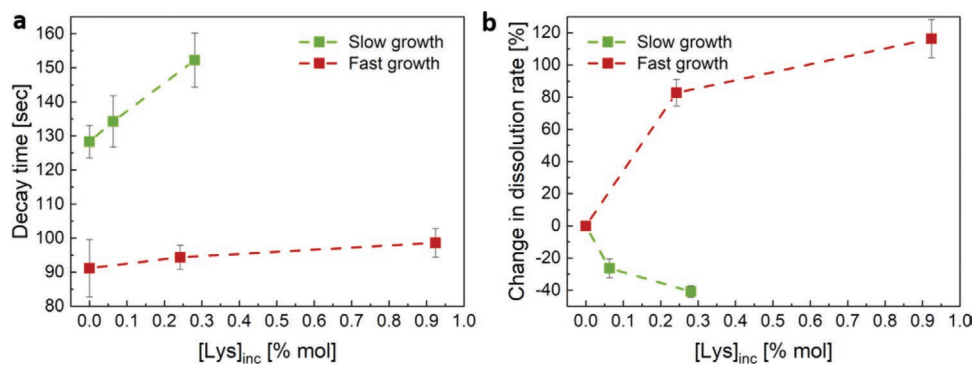 a
Slow growth
Fast growth
160
150
140
130
120
110
100
90
80
Decay time [sec]
0.0 0.1 0.2 0.3 0.4 0.5 0.6 0.7 0.8 0.9 1.0
[Lys]inc [% mol]
b
Slow growth
Fast growth
120
100
80
60
40
20
0
-20
-40
Change in dissolution rate [%]
0.0 0.1 0.2 0.3 0.4 0.5 0.6 0.7 0.8 0.9 1.0
[Lys]inc [% mol]